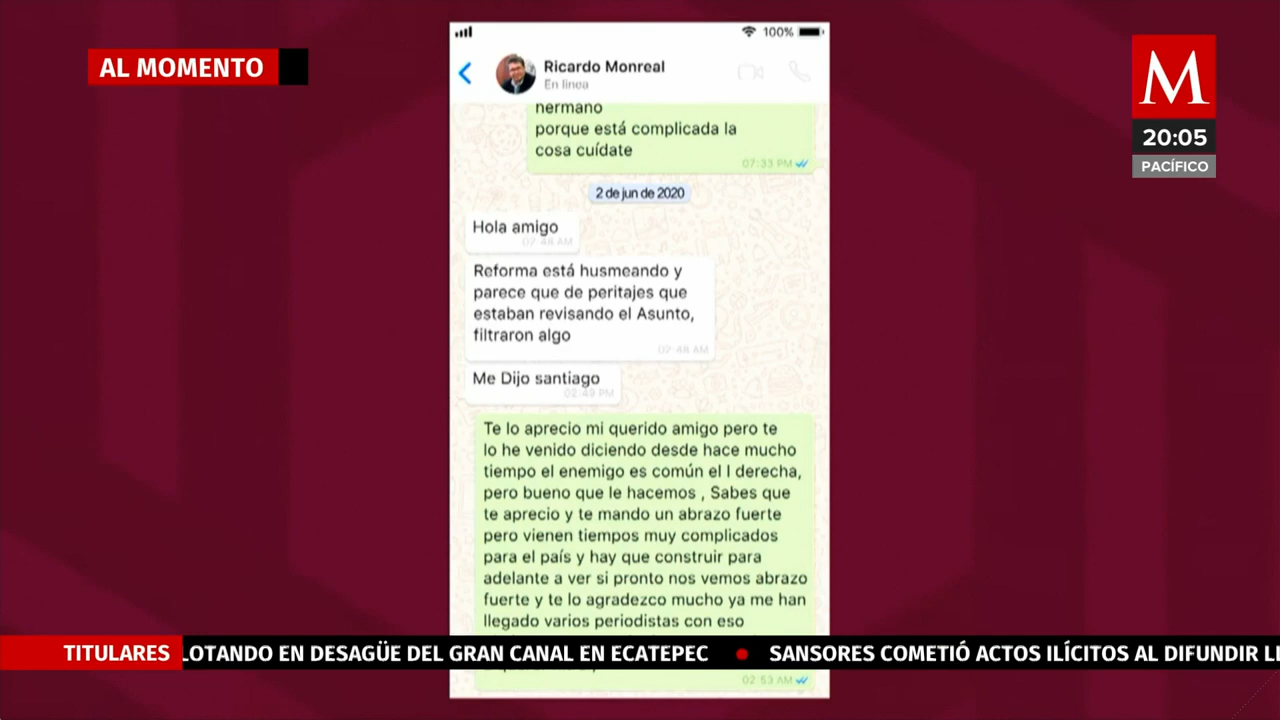 AL MOMENTO
100%
Ricardo Monreal
En linea
hermano
porque está complicada la
cosa cuídate
07:33 PM
2 de jun de 2020
Hola amigo
02:48 AM
Reforma está husmeando y
parece que de peritajes que
estaban revisando el Asunto,
filtraron algo
02:48 AM
Me Dijo santiago
02:49 PM
Te lo aprecio mi querido amigo pero te
lo he venido diciendo desde hace mucho
tiempo el enemigo es común el l derecha,
pero bueno que le hacemos , Sabes que
te aprecio y te mando un abrazo fuerte
pero vienen tiempos muy complicados
para el país y hay que construir para
adelante a ver si pronto nos vemos abrazo
fuerte y te lo agradezco mucho ya me han
llegado varios periodistas con eso
02:53 AM
M
20:05
PACÍFICO
TITULARES
LOTANDO EN DESAGÜE DEL GRAN CANAL EN ECATEPEC
SANSORES COMETIÓ ACTOS ILÍCITOS AL DIFUNDIR